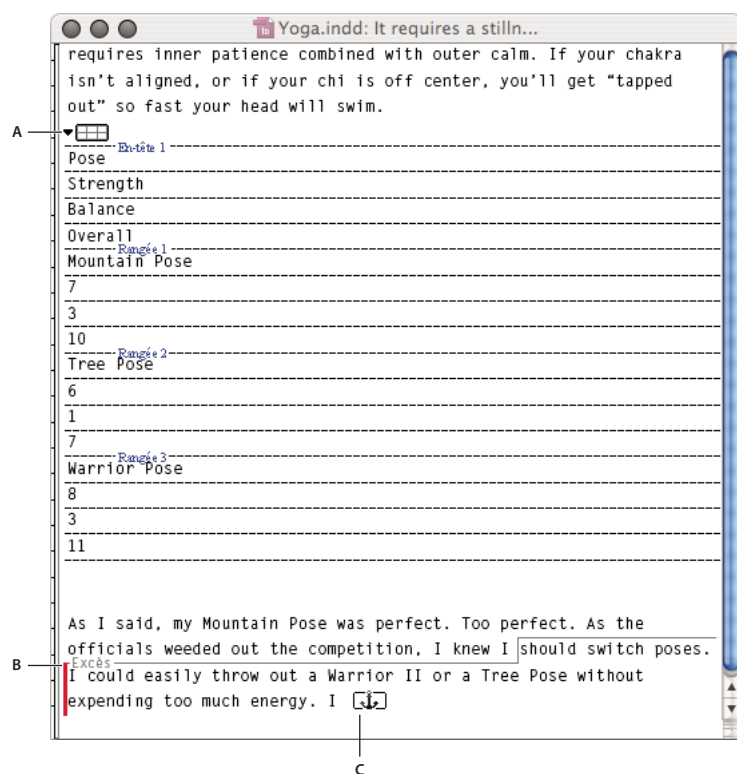 Yoga.indd: It requires a stilln...
requires inner patience combined with outer calm. If your chakra
isn't aligned, or if your chi is off center, you'll get “tapped
out” so fast your head will swim.
A
En-tête 1
Pose
Strength
Balance
Overall
Rangée 1
Mountain Pose
7
3
10
Rangée 2
Tree Pose
6
1
7
Rangée 3
Warrior Pose
8
3
11
As I said, my Mountain Pose was perfect. Too perfect. As the
officials weeded out the competition, I knew I should switch poses.
B
Excès
I could easily throw out a Warrior II or a Tree Pose without
expending too much energy. I
C